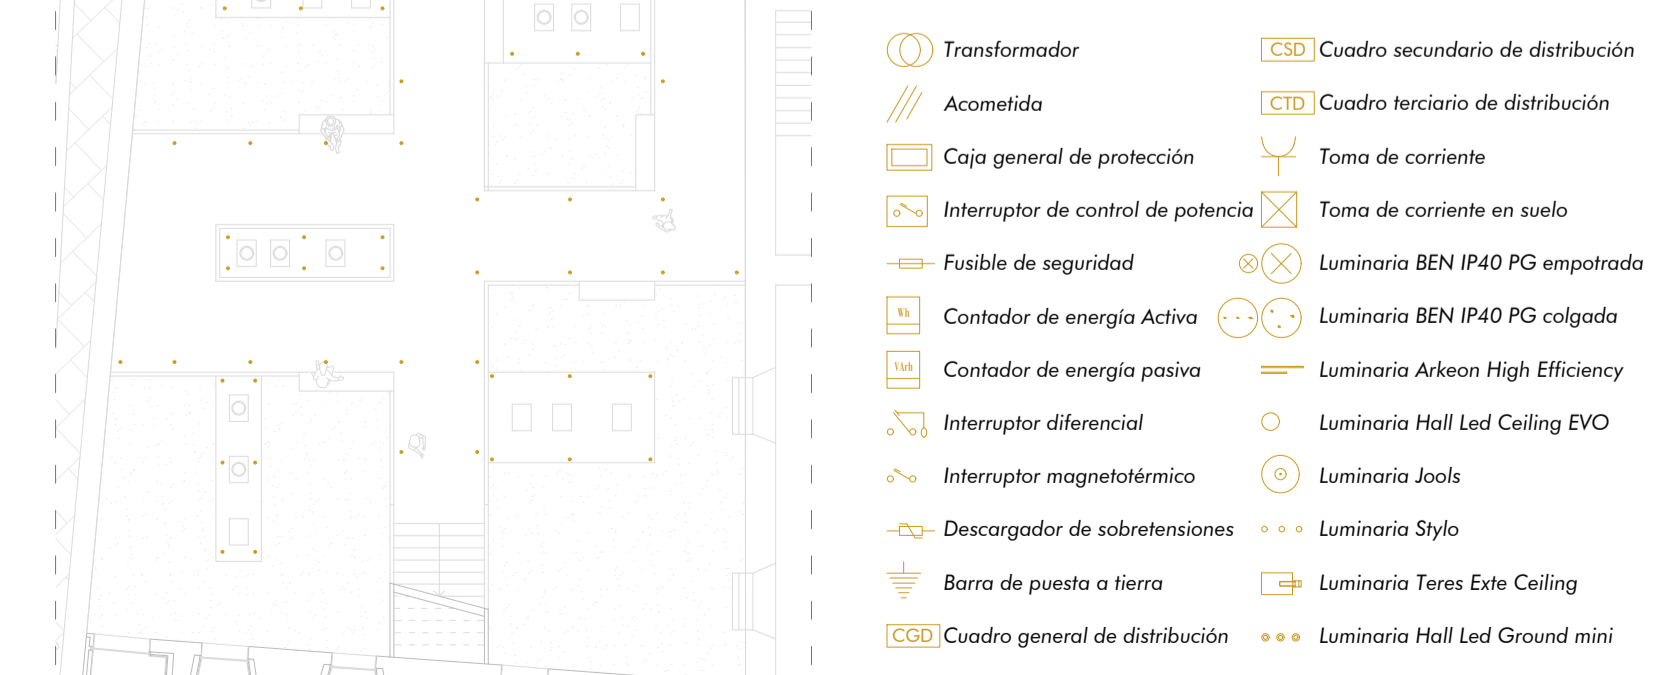 Transformador
Acometida
Caja general de protección
Interruptor de control de potencia
Fusible de seguridad
Wh
Contador de energía Activa
VArh
Contador de energía pasiva
Interruptor diferencial
Interruptor magnetotérmico
Descargador de sobretensiones
Barra de puesta a tierra
CGD Cuadro general de distribución
CSD Cuadro secundario de distribución
CTD Cuadro terciario de distribución
Toma de corriente
Toma de corriente en suelo
Luminaria BEN IP40 PG empotrada
Luminaria BEN IP40 PG colgada
Luminaria Arkeon High Efficiency
Luminaria Hall Led Ceiling EVO
Luminaria Jools
Luminaria Stylo
Luminaria Teres Exte Ceiling
Luminaria Hall Led Ground mini